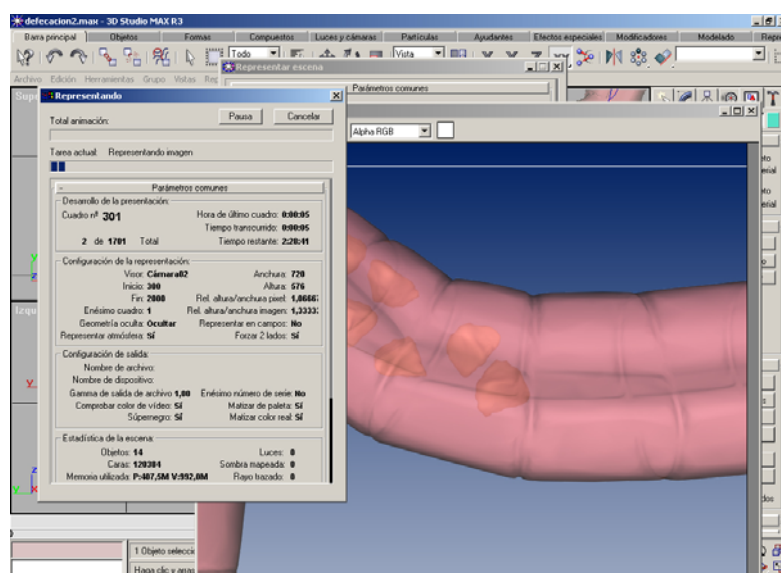 defecacion2.max - 3D Studio MAX R3
Barra principal Objetos Formas Compuestos Luces y cámaras Partículas Ayudantes Efectos especiales Modificadores Modelado
Todo Vista
Archivo Edición Herramientas Grupo Vistas
Representar escena
Parámetros comunes
Representando
Total animación:
Pausa Cancelar
Alpha RGB
Tarea actual: Representando imagen
Parámetros comunes
Desarrollo de la presentación:
Cuadro nº 301 Hora de último cuadro: 0:00:05
Tiempo transcurrido: 0:00:05
2 de 1701 Total Tiempo restante: 2:20:41
Configuración de la representación:
Visor: Cámara02 Anchura: 720
Inicio: 300 Altura: 576
Fin: 2000 Rel. altura/anchura pixel: 1,0666
Enésimo cuadro: 1 Rel. altura/anchura imagen: 1,3333
Geometría oculta: Ocultar Representar en campos: No
Representar atmósfera: Sí Forzar 2 lados: Sí
Configuración de salida:
Nombre de archivo:
Nombre de dispositivo:
Gamma de salida de archivo 1,00 Enésimo número de serie: No
Comprobar color de vídeo: Sí Matizar de paleta: Sí
Súpernegro: Sí Matizar color real: Sí
Estadística de la escena:
Objetos: 14 Luces: 0
Caras: 120384 Sombra mapeada: 0
Memoria utilizada: P:407,5M V:992,0M Rayo trazado: 0
1 Objeto selecci